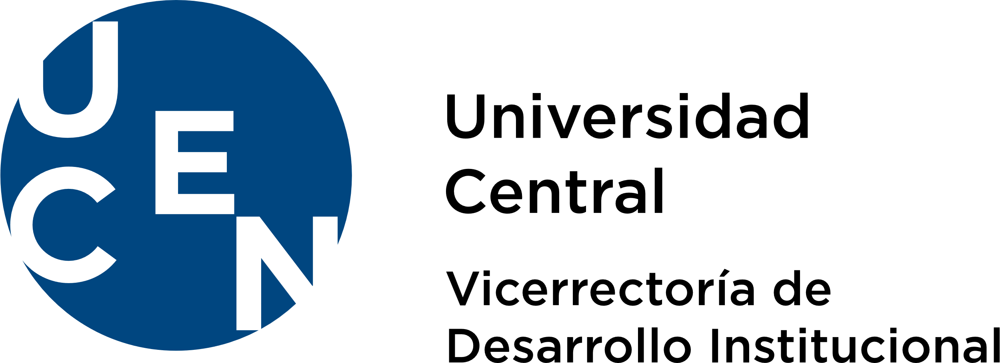 UCEN
Universidad
Central
Vicerrectoría de
Desarrollo Institucional